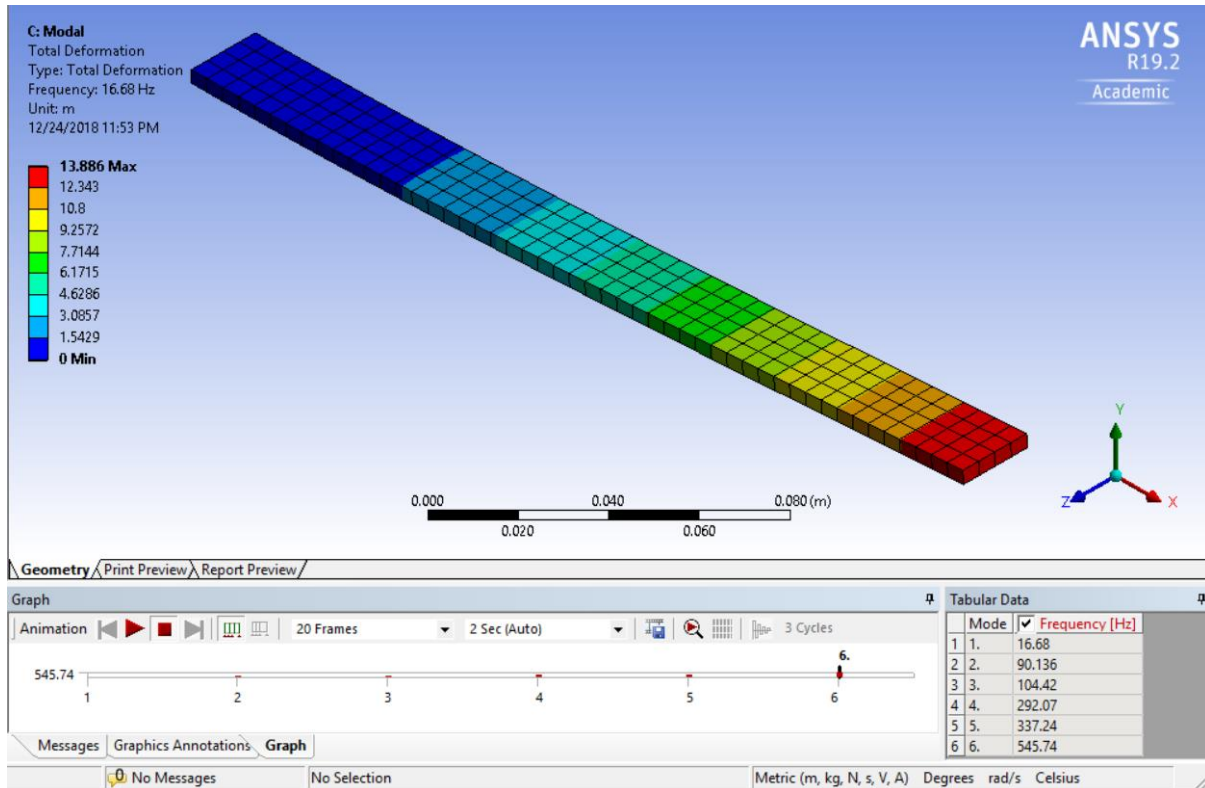 C: Modal
Total Deformation
Type: Total Deformation
Frequency: 16.68 Hz
Unit: m
12/24/2018 11:53 PM
13.886 Max
12.343
10.8
9.2572
7.7144
6.1715
4.6286
3.0857
1.5429
0 Min
ANSYS
R19.2
Academic
Y
Z
X
0.000
0.040
0.080 (m)
0.020
0.060
Geometry Print Preview Report Preview
Graph
Animation 20 Frames 2 Sec (Auto) 3 Cycles
6.
545.74
1 2 3 4 5 6
Messages Graphics Annotations Graph
Tabular Data
Mode Frequency [Hz]
1 1. 16.68
2 2. 90.136
3 3. 104.42
4 4. 292.07
5 5. 337.24
6 6. 545.74
0 No Messages No Selection Metric (m, kg, N, s, V, A) Degrees rad/s Celsius